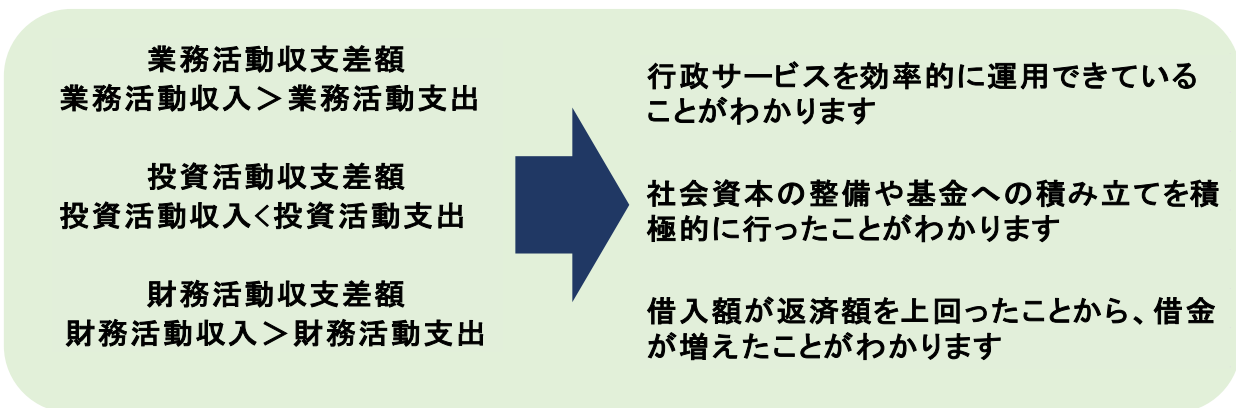 業務活動収支差額
業務活動収入＞業務活動支出
投資活動収支差額
投資活動収入<投資活動支出
財務活動収支差額
財務活動収入＞財務活動支出
行政サービスを効率的に運用できている
ことがわかります
社会資本の整備や基金への積み立てを積
極的に行ったことがわかります
借入額が返済額を上回ったことから、借金
が増えたことがわかります